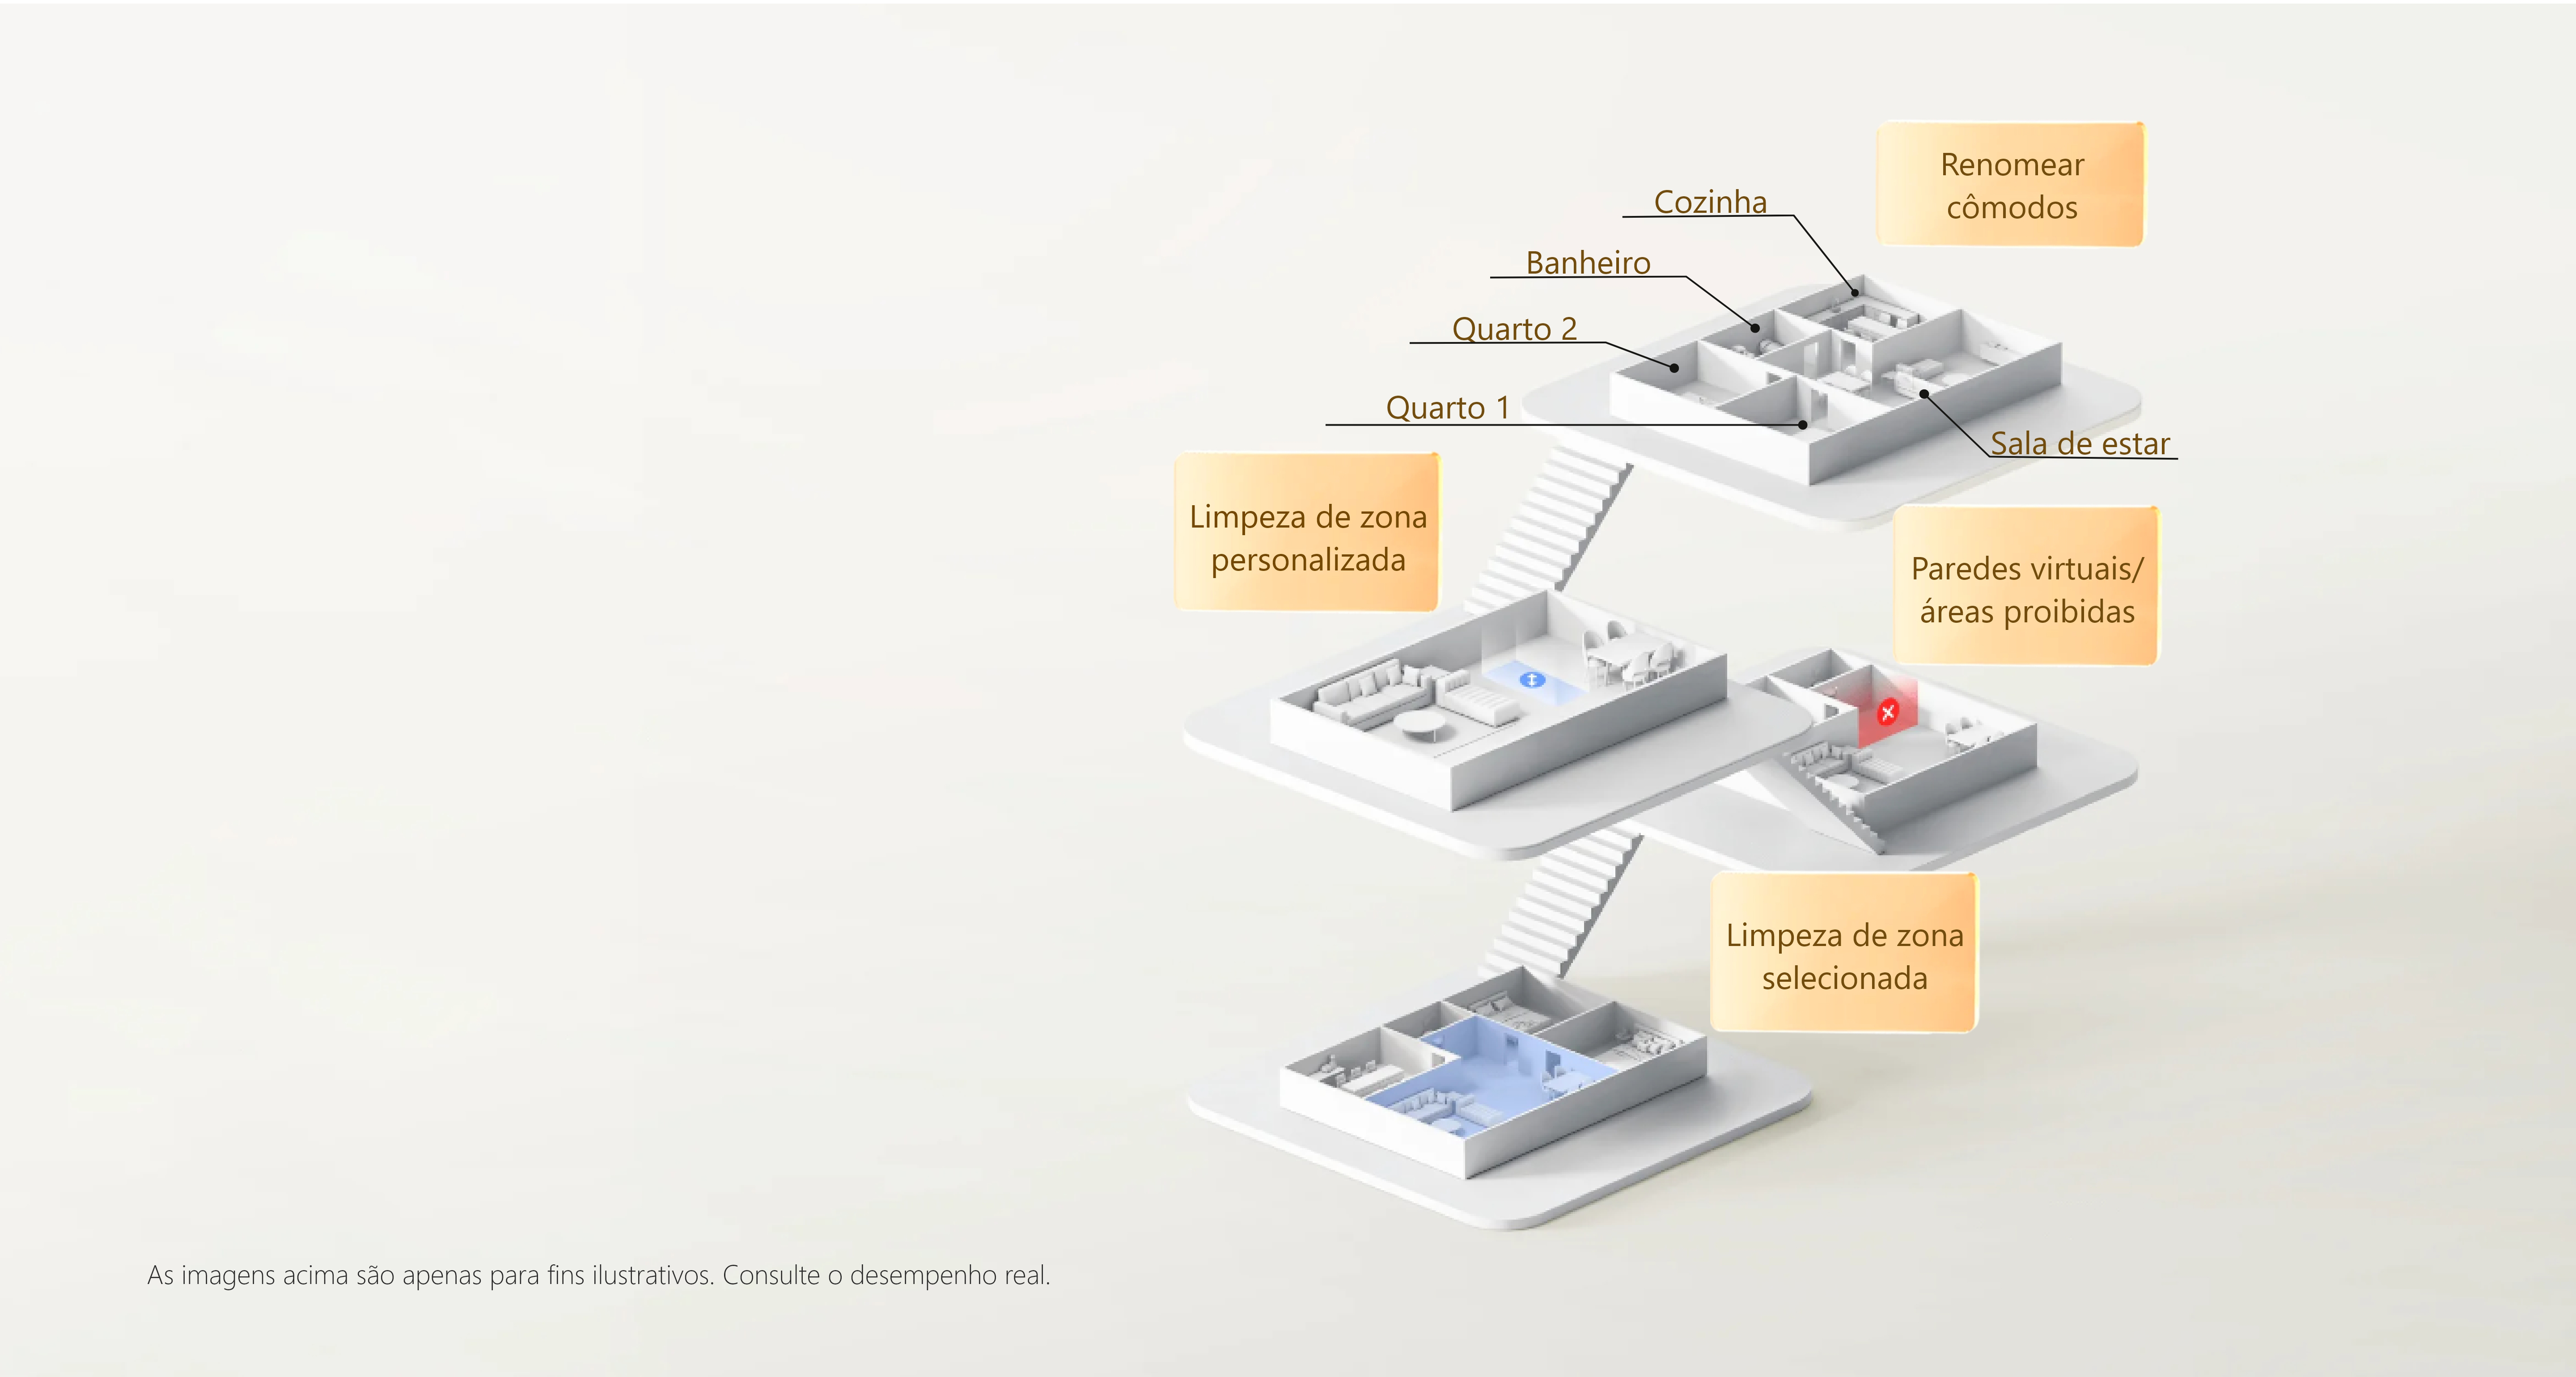 Renomear
cômodos
Cozinha
Banheiro
Quarto 2
Quarto 1
Sala de estar
Limpeza de zona
personalizada
Paredes virtuais/
áreas proibidas
Limpeza de zona
selecionada
As imagens acima são apenas para fins ilustrativos. Consulte o desempenho real.